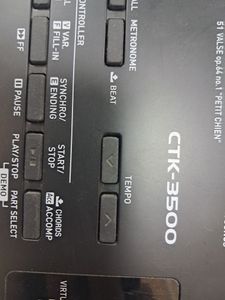 51 VALSE op.64 no.1 "PETIT CHIEN"
CTK-3500
METRONOME
BEAT
TEMPO
CONTROLLER
V VAR.
F FILL-IN
FF
SYNCHRO/
E ENDING
PAUSE
START/
STOP
PLAY/STOP
DEMO
CHORDS
ACCOMP
PART SELECT
VIRTU